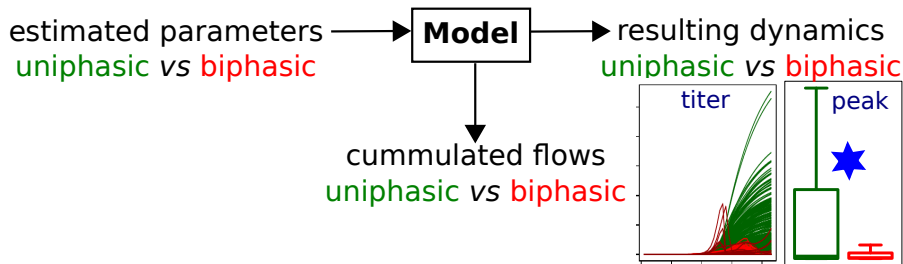 estimated parameters
uniphasic vs biphasic
Model
resulting dynamics
uniphasic vs biphasic
titer
peak
cummulated flows
uniphasic vs biphasic